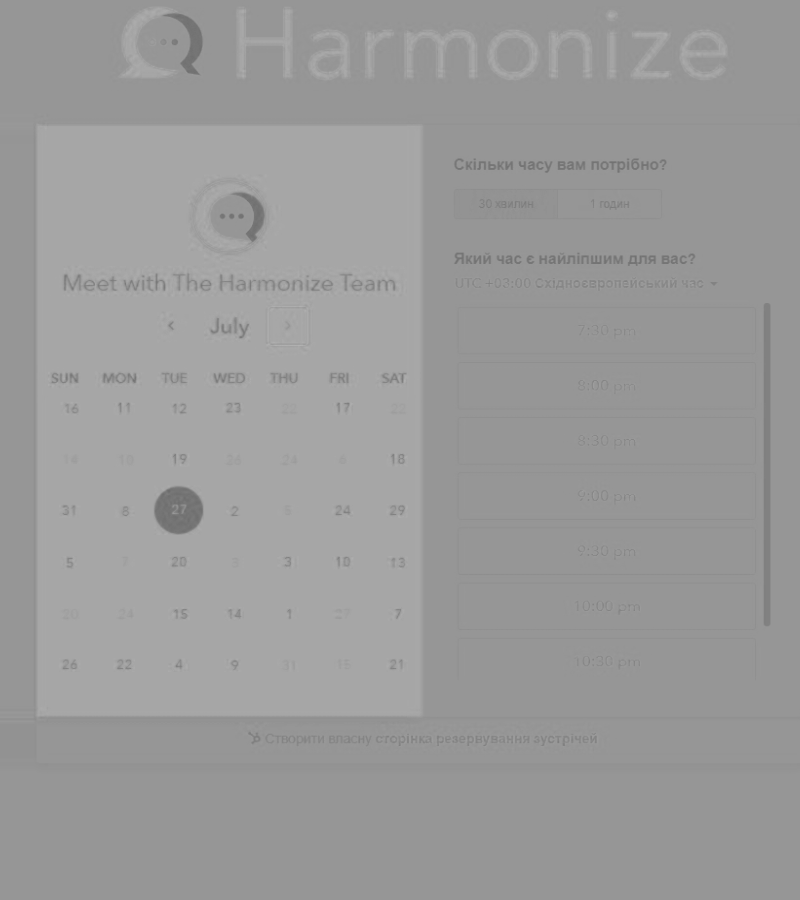 Harmonize
Meet with The Harmonize Team
July
SUN MON TUE WED THU FRI SAT
16 11 12 23 22 17 22
14 10 19 26 24 18
31 8 27 2 5 24 29
5 7 20 3 3 10 13
20 24 15 14 1 27 7
26 22 4 9 31 15 21
Скільки часу вам потрібно?
30 хвилин 1 годин
Який час є найліпшим для вас?
UTC +03:00 Східноєвропейський час
7:30 pm
8:00 pm
8:30 pm
9:00 pm
9:30 pm
10:00 pm
10:30 pm
Створити власну сторінка резервування зустрічей